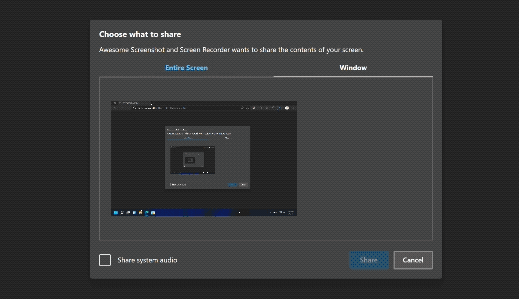 Choose what to share
Awesome Screenshot and Screen Recorder wants to share the contents of your screen.
Entire Screen
Window
Share system audio
Share
Cancel